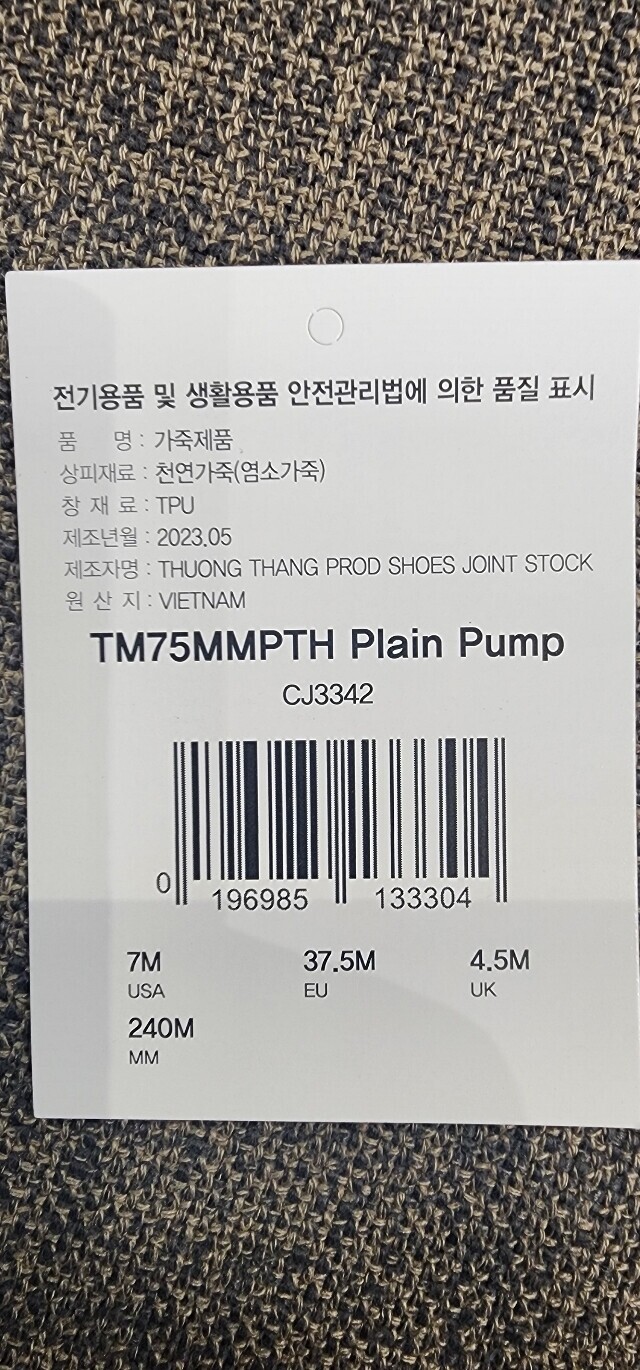 전기용품 및 생활용품 안전관리법에 의한 품질 표시
품 명 : 가죽제품
상피재료 : 천연가죽(염소가죽)
창 재 료 : TPU
제조년월 : 2023.05
제조자명 : THUONG THANG PROD SHOES JOINT STOCK
원 산 지 : VIETNAM
TM75MMPTH Plain Pump
CJ3342
0 196985 133304
7M 37.5M 4.5M
USA EU UK
240M
MM